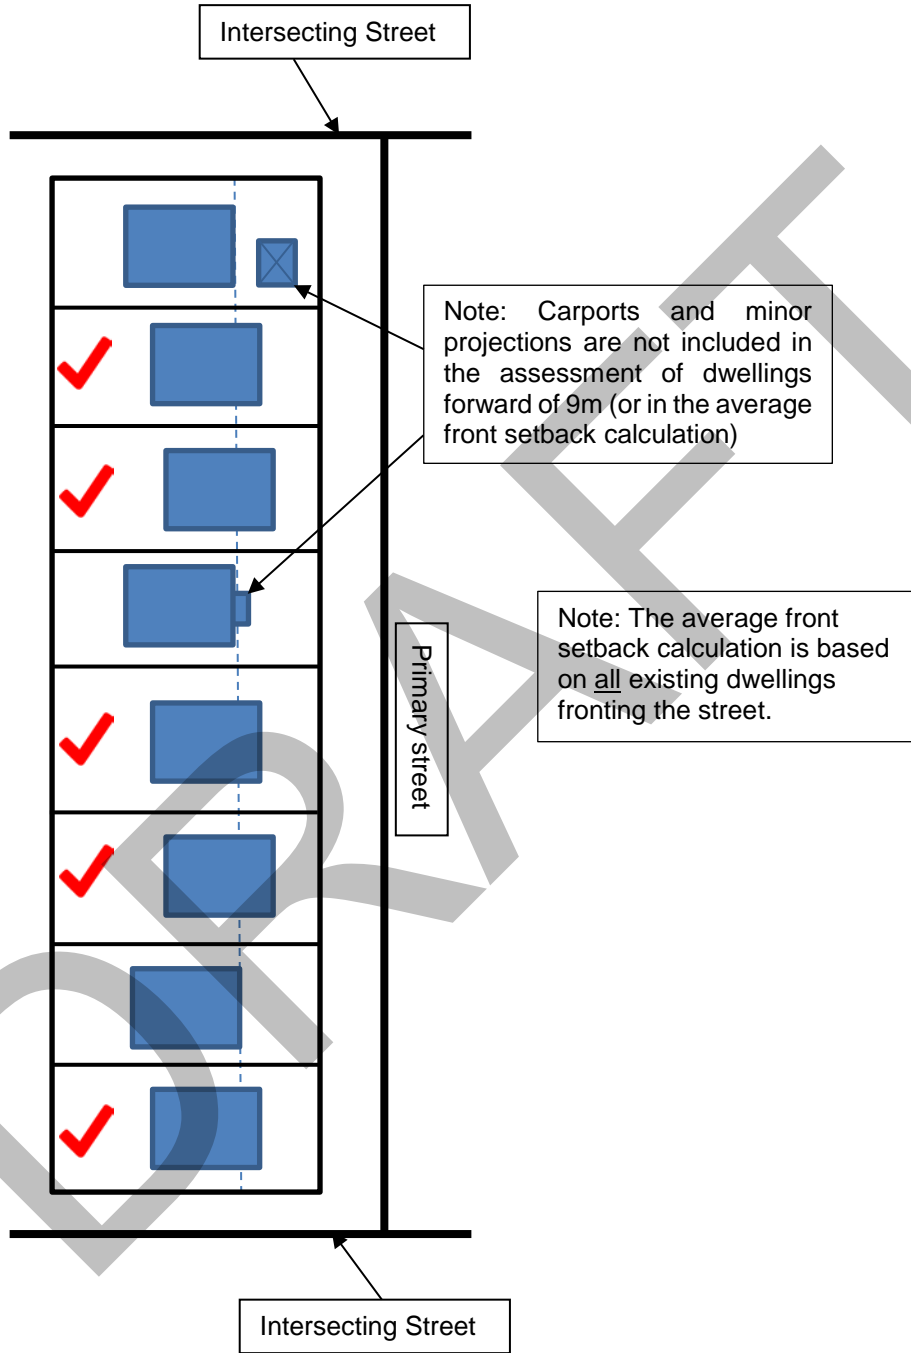 Intersecting Street
Note: Carports and minor
projections are not included in
the assessment of dwellings
forward of 9m (or in the average
front setback calculation)
Note: The average front
setback calculation is based
on all existing dwellings
fronting the street.
Primary street
DRAFT
Intersecting Street